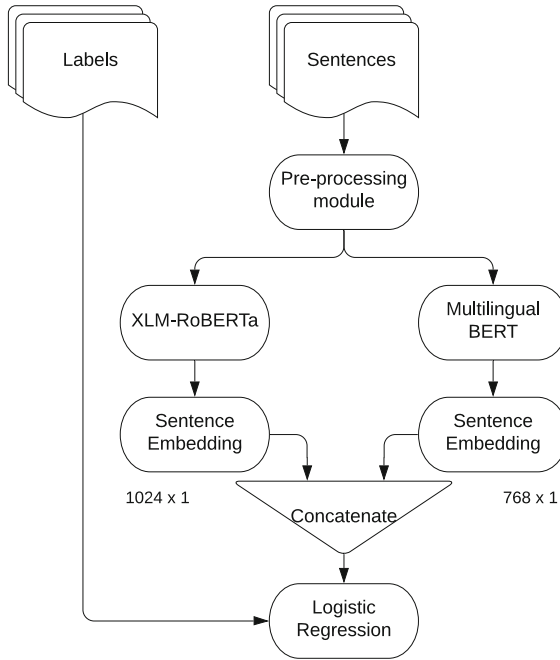 Labels
Sentences
Pre-processing
module
XLM-RoBERTa
Multilingual
BERT
Sentence
Embedding
Sentence
Embedding
1024 x 1
768 x 1
Concatenate
Logistic
Regression